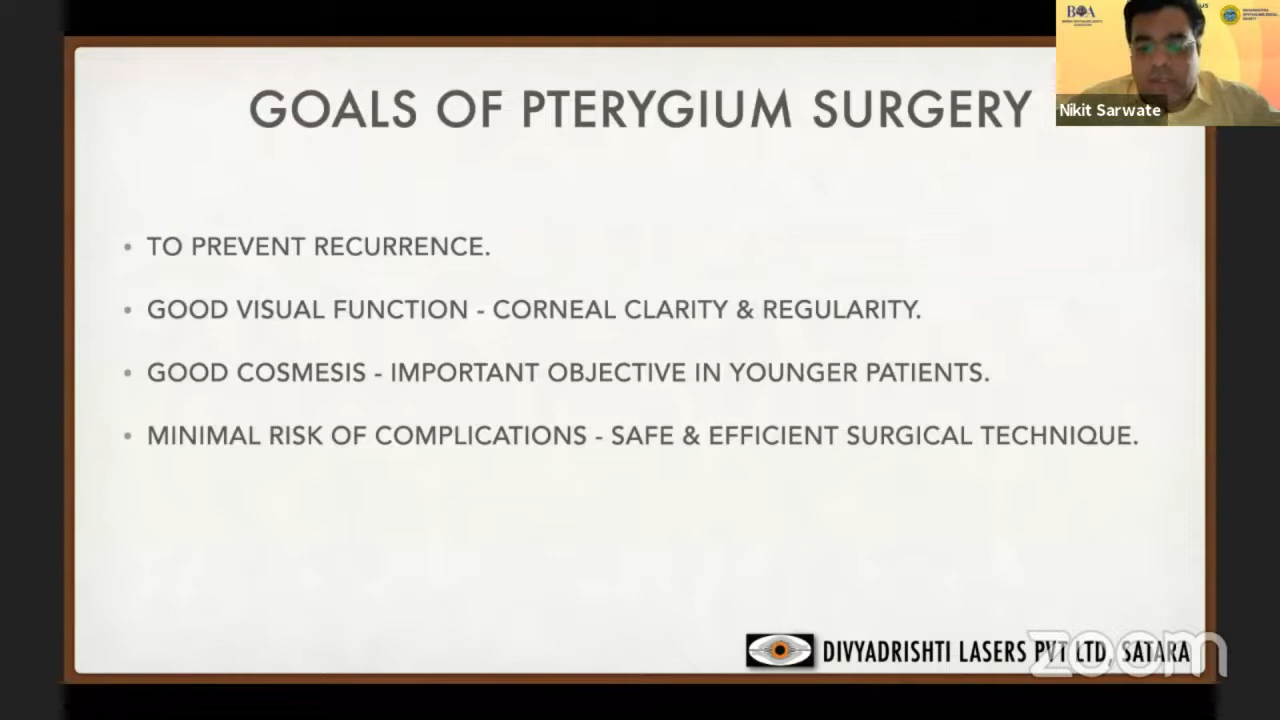 GOALS OF PTERYGIUM SURGERY
• TO PREVENT RECURRENCE.
• GOOD VISUAL FUNCTION - CORNEAL CLARITY & REGULARITY.
• GOOD COSMESIS - IMPORTANT OBJECTIVE IN YOUNGER PATIENTS.
• MINIMAL RISK OF COMPLICATIONS - SAFE & EFFICIENT SURGICAL TECHNIQUE.
DIVYADRISHTI LASERS PVT LTD, SATARA
zoom
Nikit Sarwate